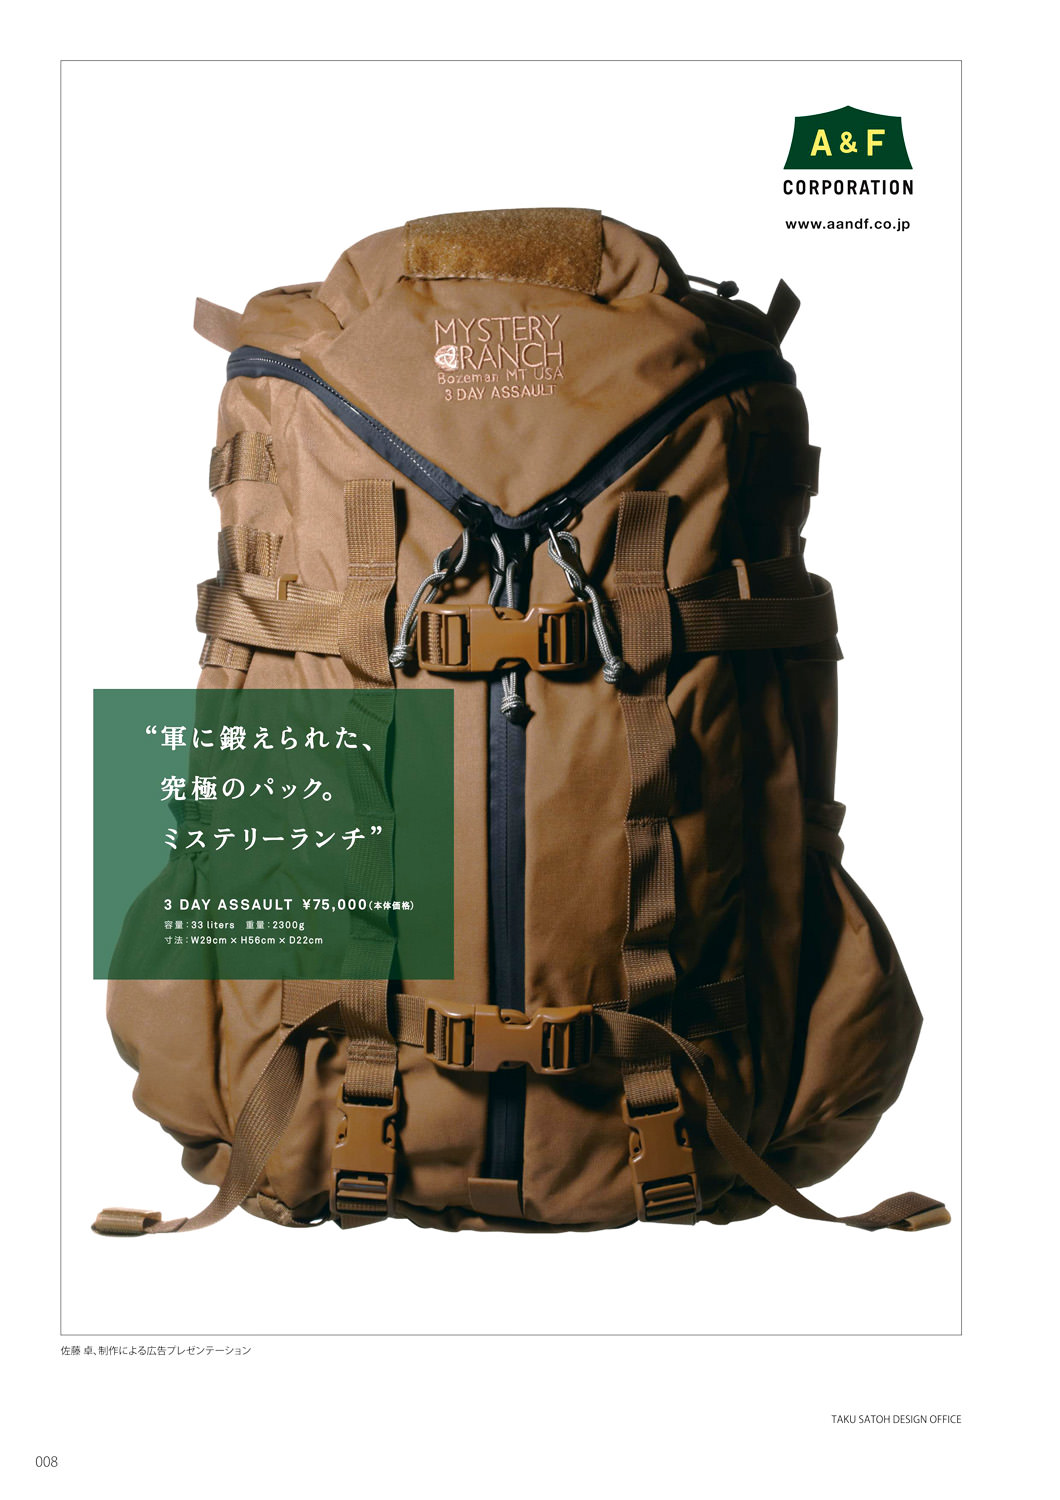 A & F
CORPORATION
www.aandf.co.jp
MYSTERY
RANCH
Bozeman MT USA
3 DAY ASSAULT
“軍に鍛えられた、
究極のパック。
ミステリーランチ”
3 DAY ASSAULT ¥75,000(本体価格)
容量：33 liters　重量：2300g
寸法：W29cm × H56cm × D22cm
佐藤 卓、制作による広告プレゼンテーション
TAKU SATOH DESIGN OFFICE
008